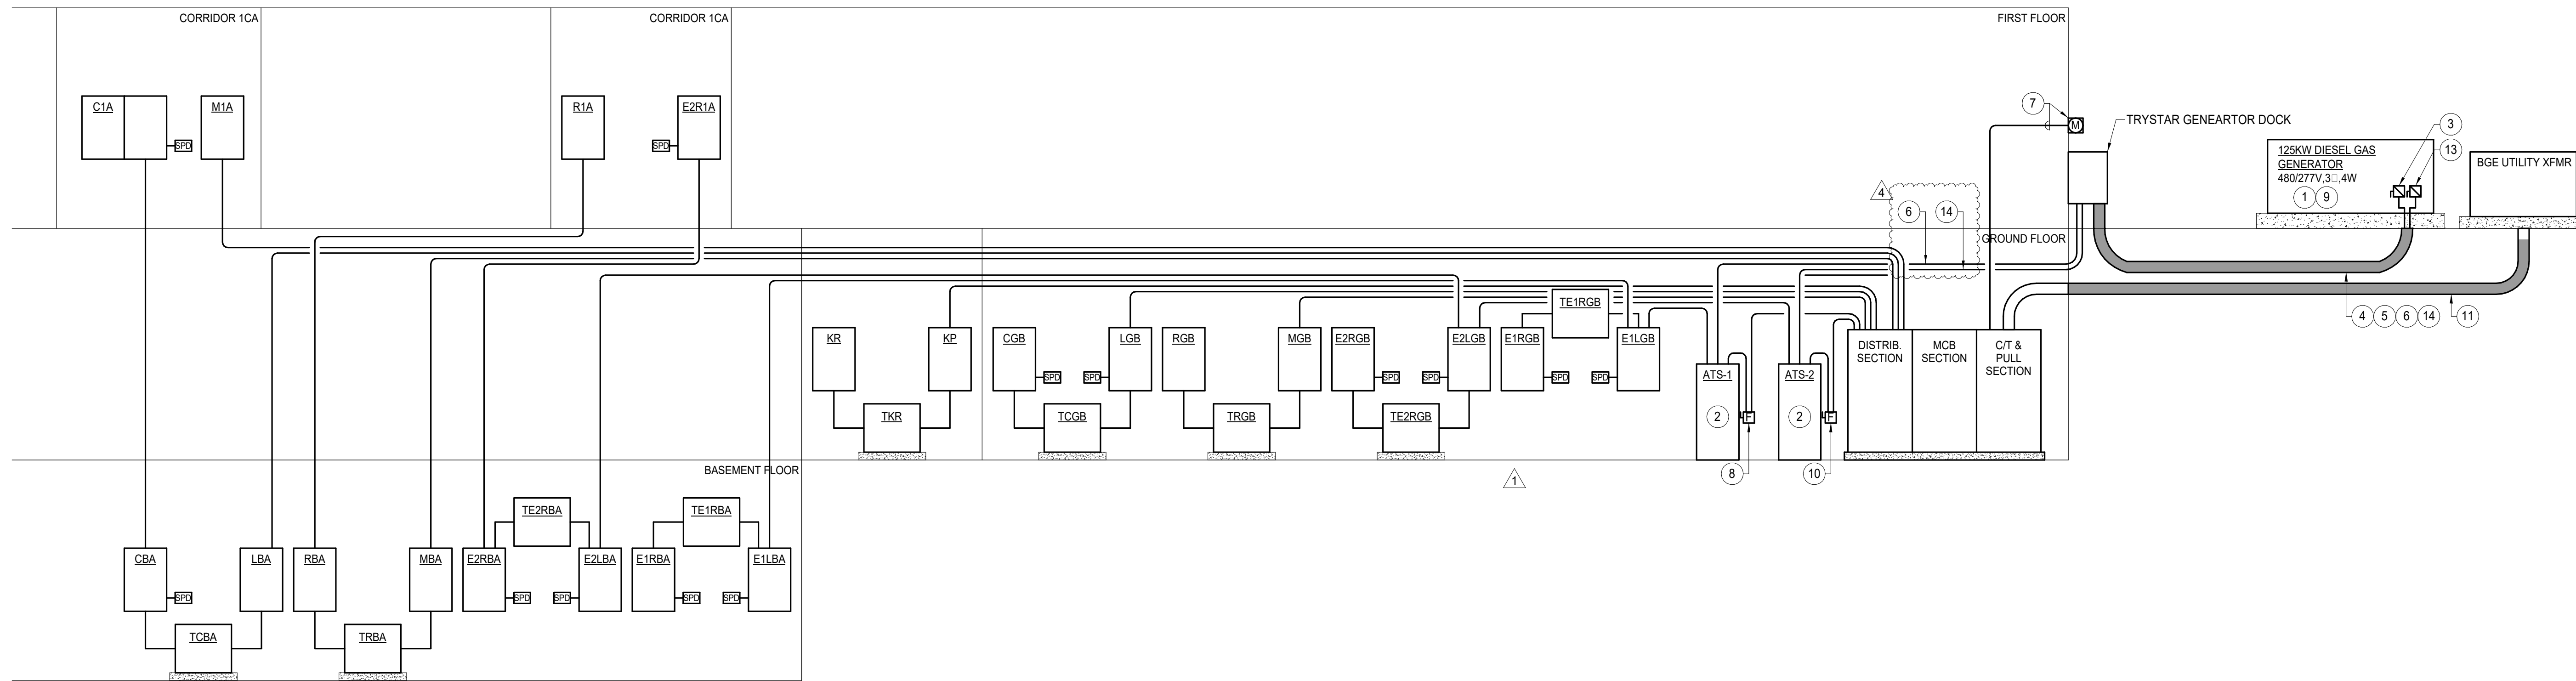 CORRIDOR 1CA
CORRIDOR 1CA
FIRST FLOOR
C1A
SPD
M1A
R1A
SPD
E2R1A
7
M
TRYSTAR GENEARTOR DOCK
125KW DIESEL GAS
GENERATOR
480/277V,3□,4W
1
9
3
13
BGE UTILITY XFMR
4
6
14
GROUND FLOOR
4
5
6
14
11
KR
KP
TKR
CGB
SPD
SPD
LGB
TCGB
RGB
MGB
TRGB
E2RGB
SPD
SPD
E2LGB
TE2RGB
E1RGB
SPD
TE1RGB
SPD
E1LGB
ATS-1
2
F
8
ATS-2
2
F
10
DISTRIB.
SECTION
MCB
SECTION
C/T &
PULL
SECTION
1
BASEMENT FLOOR
CBA
SPD
LBA
TCBA
RBA
MBA
TRBA
E2RBA
SPD
TE2RBA
SPD
E2LBA
E1RBA
SPD
TE1RBA
SPD
E1LBA